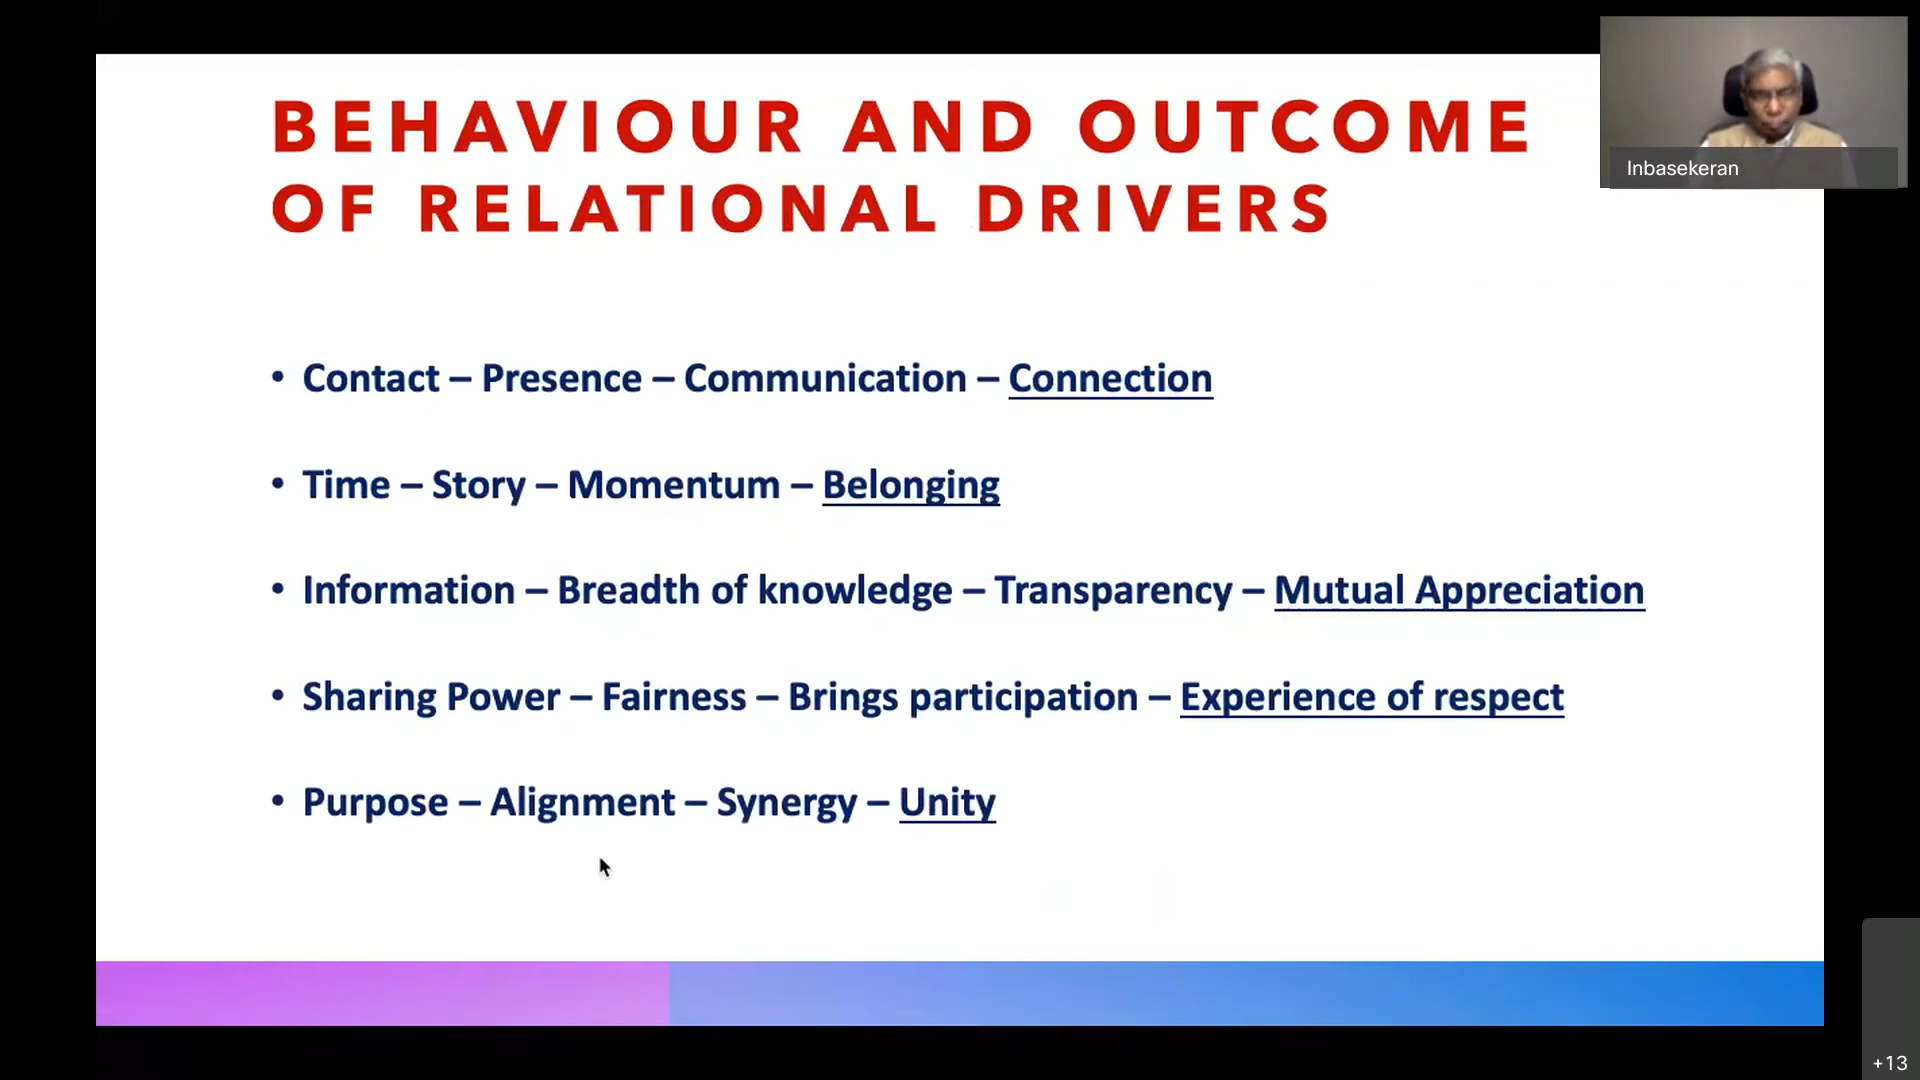 BEHAVIOUR AND OUTCOME
OF RELATIONAL DRIVERS
Inbasekeran
• Contact – Presence – Communication – Connection
• Time – Story – Momentum – Belonging
• Information – Breadth of knowledge – Transparency – Mutual Appreciation
• Sharing Power – Fairness – Brings participation – Experience of respect
• Purpose – Alignment – Synergy – Unity
+13